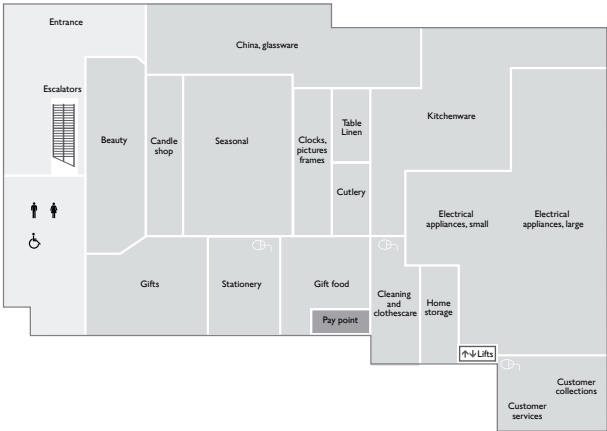 Entrance
China, glassware
Escalators
Kitchenware
Beauty
Candle
shop
Seasonal
Clocks,
pictures
frames
Table
Linen
Cutlery
Electrical
appliances, small
Electrical
appliances, large
Gifts
Stationery
Gift food
Cleaning
and
clothescare
Home
storage
Pay point
Lifts
Customer
collections
Customer
services